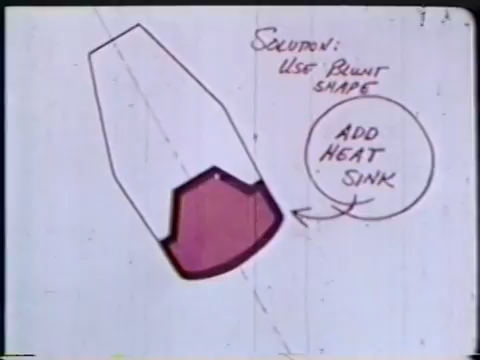 SOLUTION:
USE BLUNT
SHAPE
ADD
HEAT
SINK